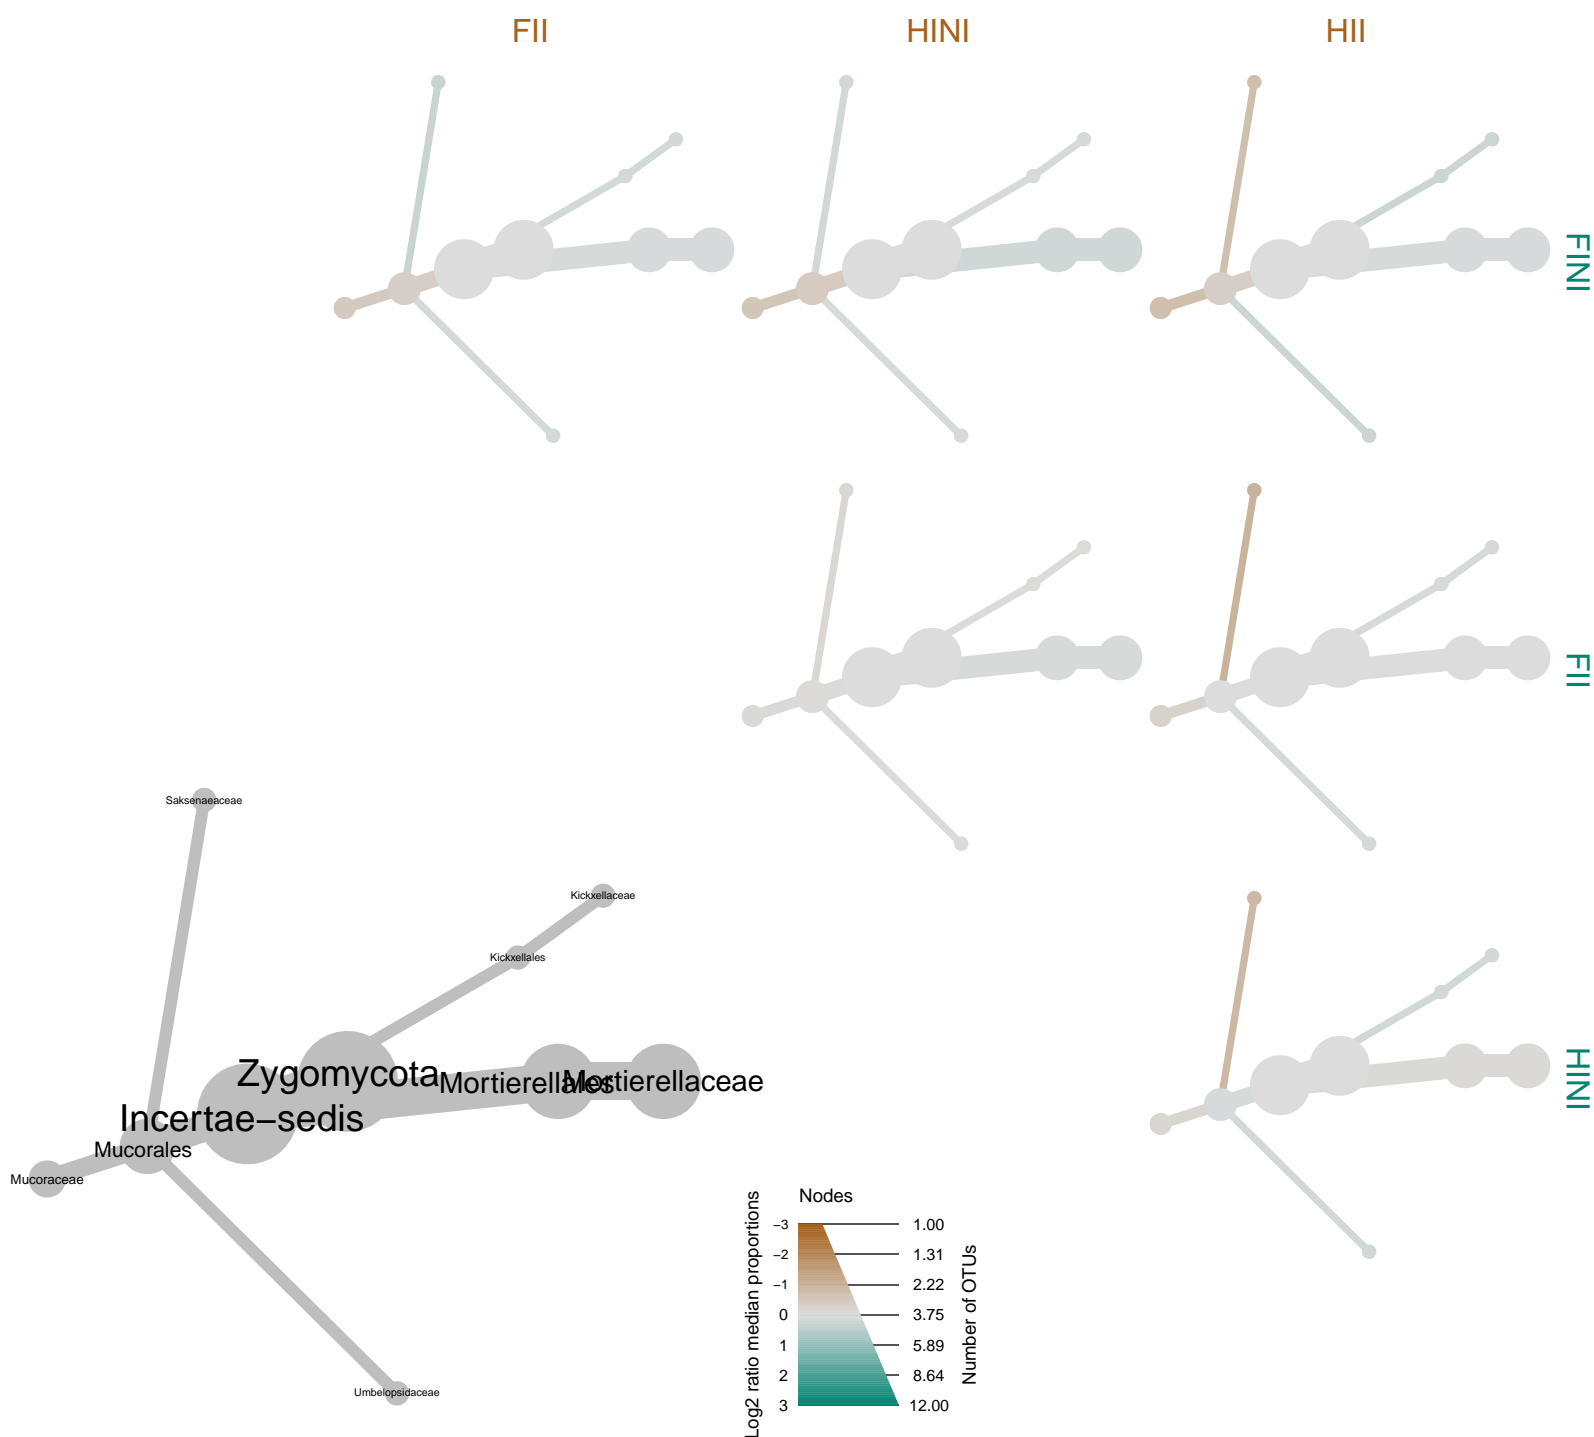 FII
HINI
HII
FINI
FII
HINI
Saksenaeaceae
Kickxellaceae
Kickxellales
Zygomycota
Mortierellales
Mortierellaceae
Incertae–sedis
Mucorales
Mucoraceae
Umbelopsidaceae
Nodes
Log2 ratio median proportions
Number of OTUs
−3 1.00
−2 1.31
−1 2.22
0 3.75
1 5.89
2 8.64
3 12.00